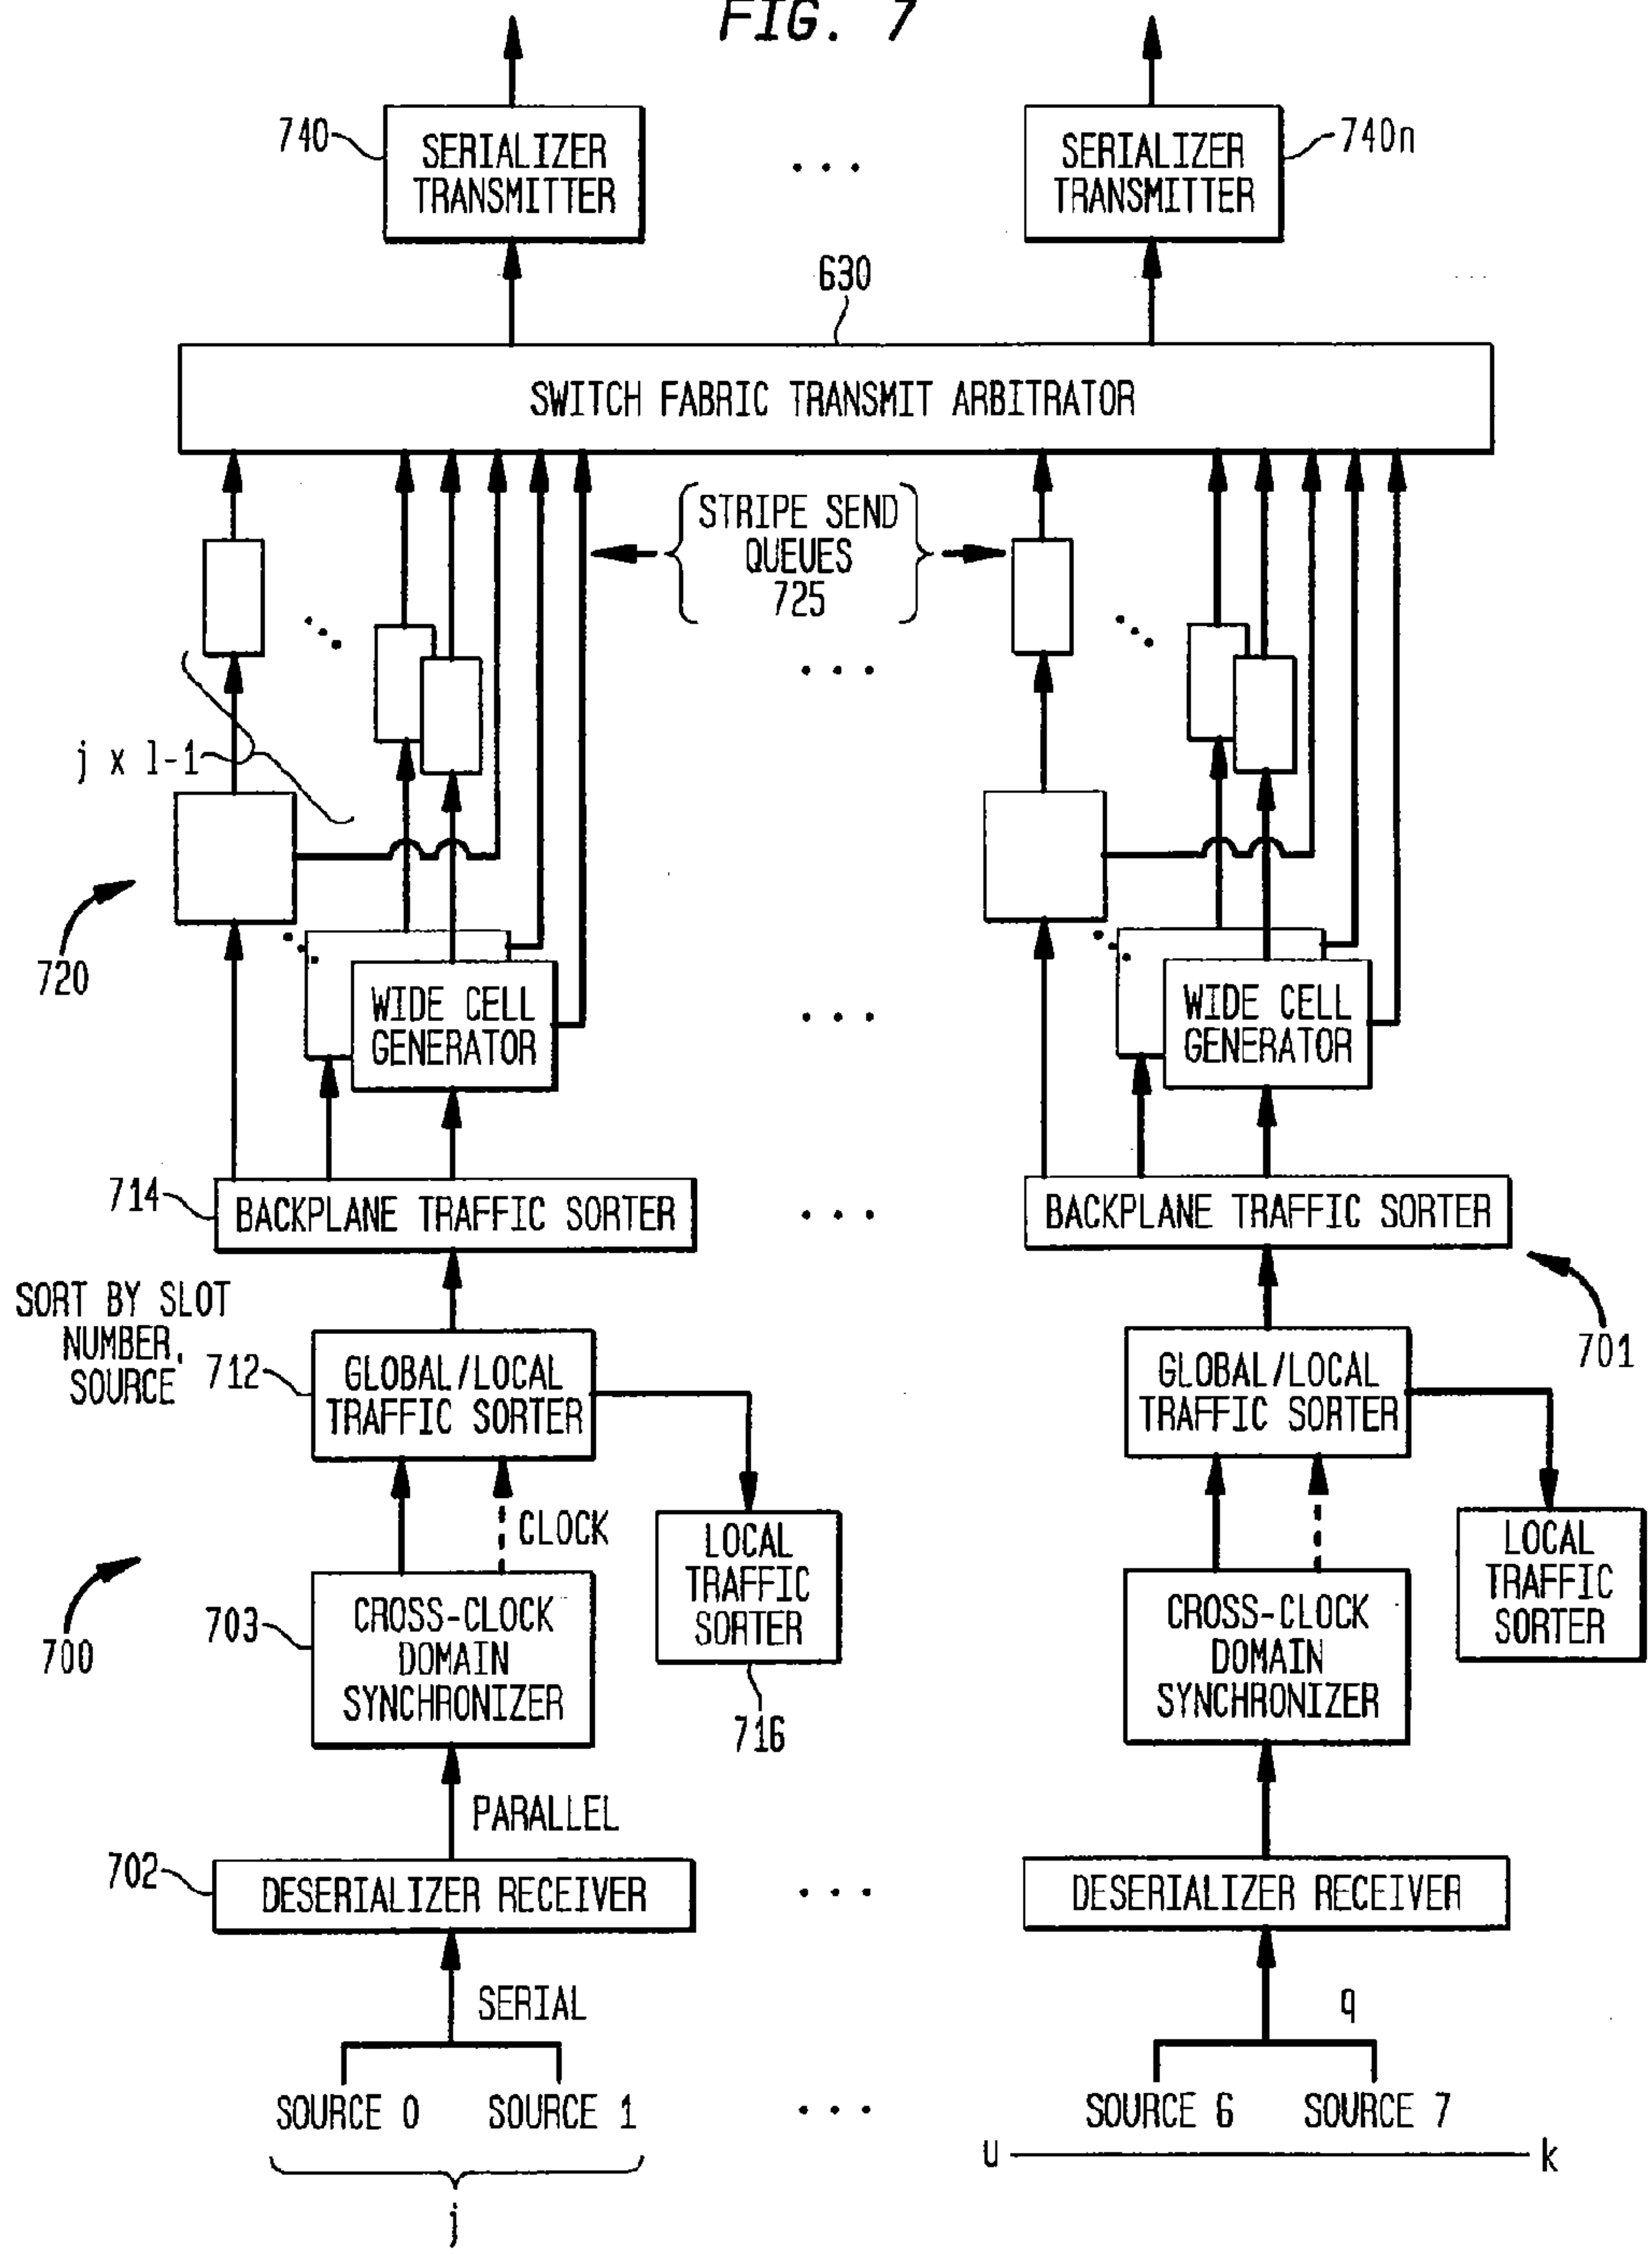 FIG. 7
740
SERIALIZER
TRANSMITTER
...
SERIALIZER
TRANSMITTER
740n
630
SWITCH FABRIC TRANSMIT ARBITRATOR
STRIPE SEND
QUEUES
725
...
j x l-1
720
WIDE CELL
GENERATOR
...
WIDE CELL
GENERATOR
714
BACKPLANE TRAFFIC SORTER
...
BACKPLANE TRAFFIC SORTER
701
SORT BY SLOT
NUMBER,
SOURCE
712
GLOBAL/LOCAL
TRAFFIC SORTER
GLOBAL/LOCAL
TRAFFIC SORTER
CLOCK
700
703
CROSS-CLOCK
DOMAIN
SYNCHRONIZER
LOCAL
TRAFFIC
SORTER
716
CROSS-CLOCK
DOMAIN
SYNCHRONIZER
LOCAL
TRAFFIC
SORTER
PARALLEL
702
DESERIALIZER RECEIVER
...
DESERIALIZER RECEIVER
SERIAL
q
SOURCE 0
SOURCE 1
...
SOURCE 6
SOURCE 7
j
u
k